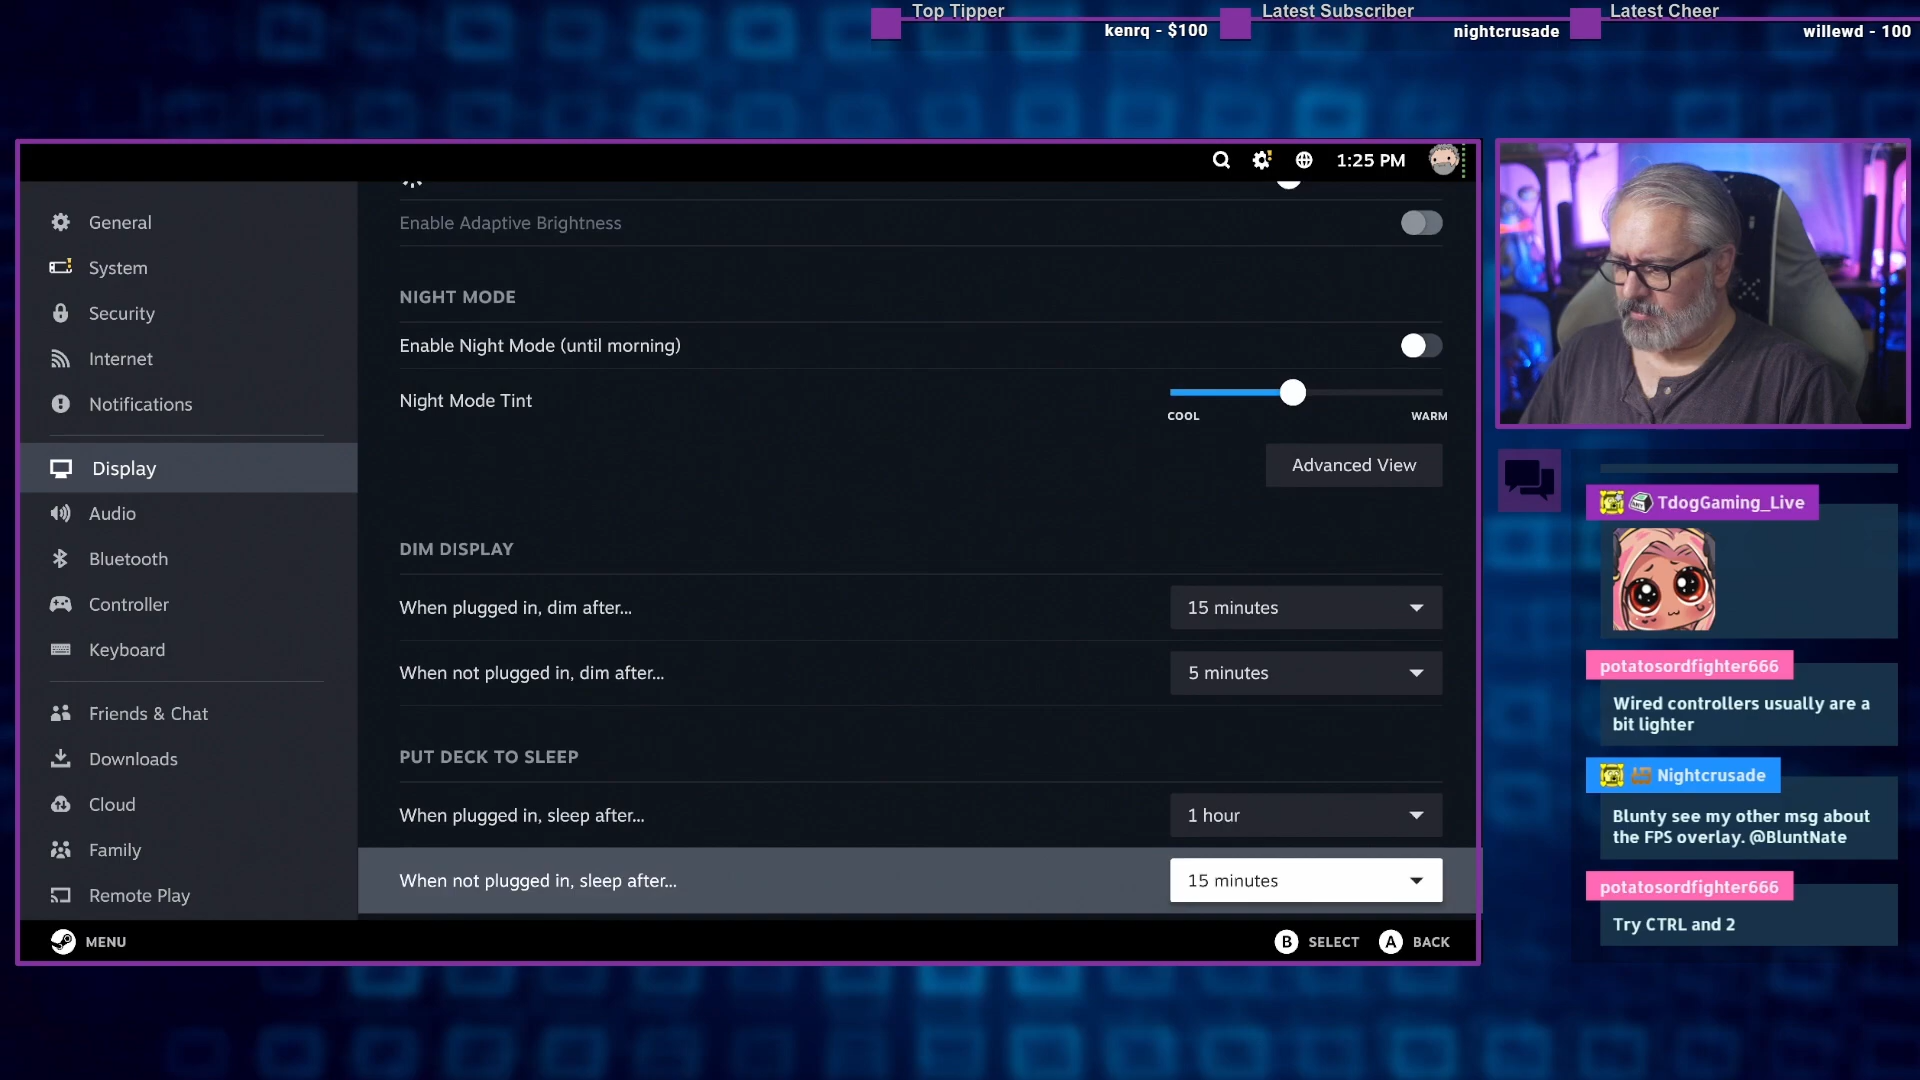 Top Tipper
kenrq - $100
Latest Subscriber
nightcrusade
Latest Cheer
willewd - 100
1:25 PM
General
System
Security
Internet
Notifications
Display
Audio
Bluetooth
Controller
Keyboard
Friends & Chat
Downloads
Cloud
Family
Remote Play
Enable Adaptive Brightness
NIGHT MODE
Enable Night Mode (until morning)
Night Mode Tint
COOL
WARM
Advanced View
DIM DISPLAY
When plugged in, dim after...
15 minutes
When not plugged in, dim after...
5 minutes
PUT DECK TO SLEEP
When plugged in, sleep after...
1 hour
When not plugged in, sleep after...
15 minutes
MENU
B SELECT
A BACK
TdogGaming_Live
potatosordfighter666
Wired controllers usually are a
bit lighter
Nightcrusade
Blunty see my other msg about
the FPS overlay. @BluntNate
potatosordfighter666
Try CTRL and 2